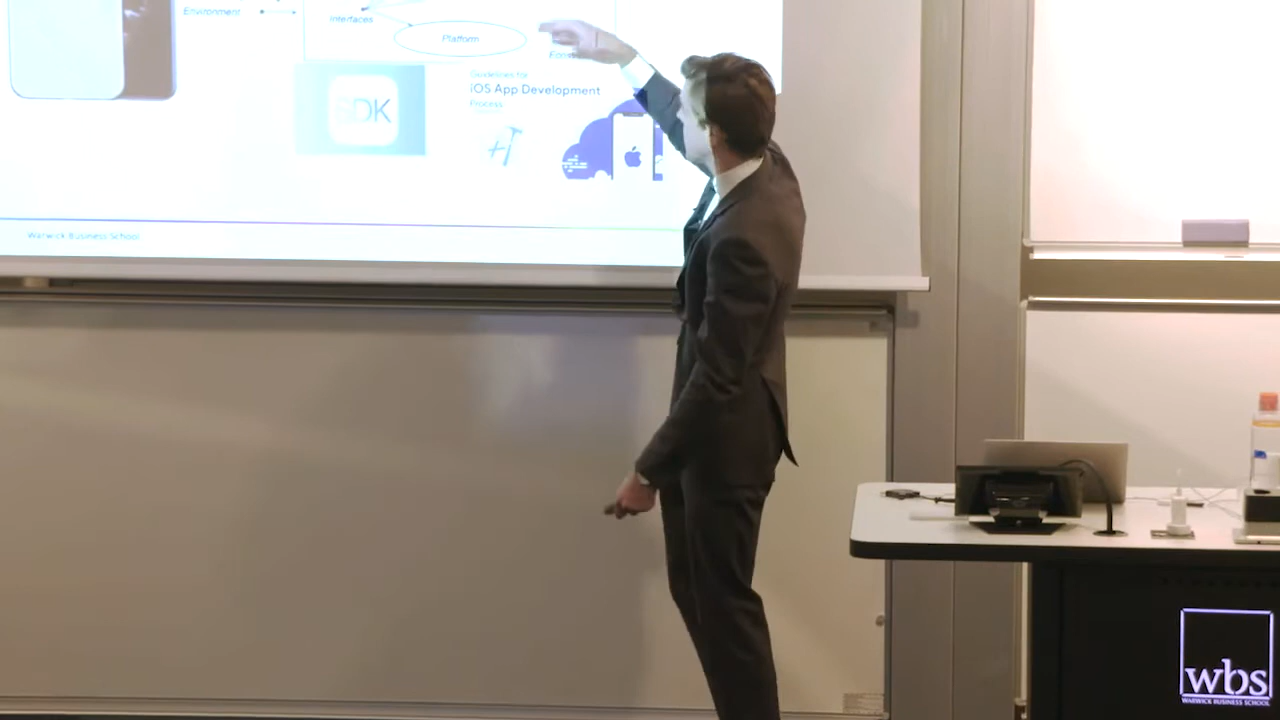 Environment
Interfaces
Platform
SDK
Guidelines for
iOS App Development
Process
Warwick Business School
wbs
WARWICK BUSINESS SCHOOL